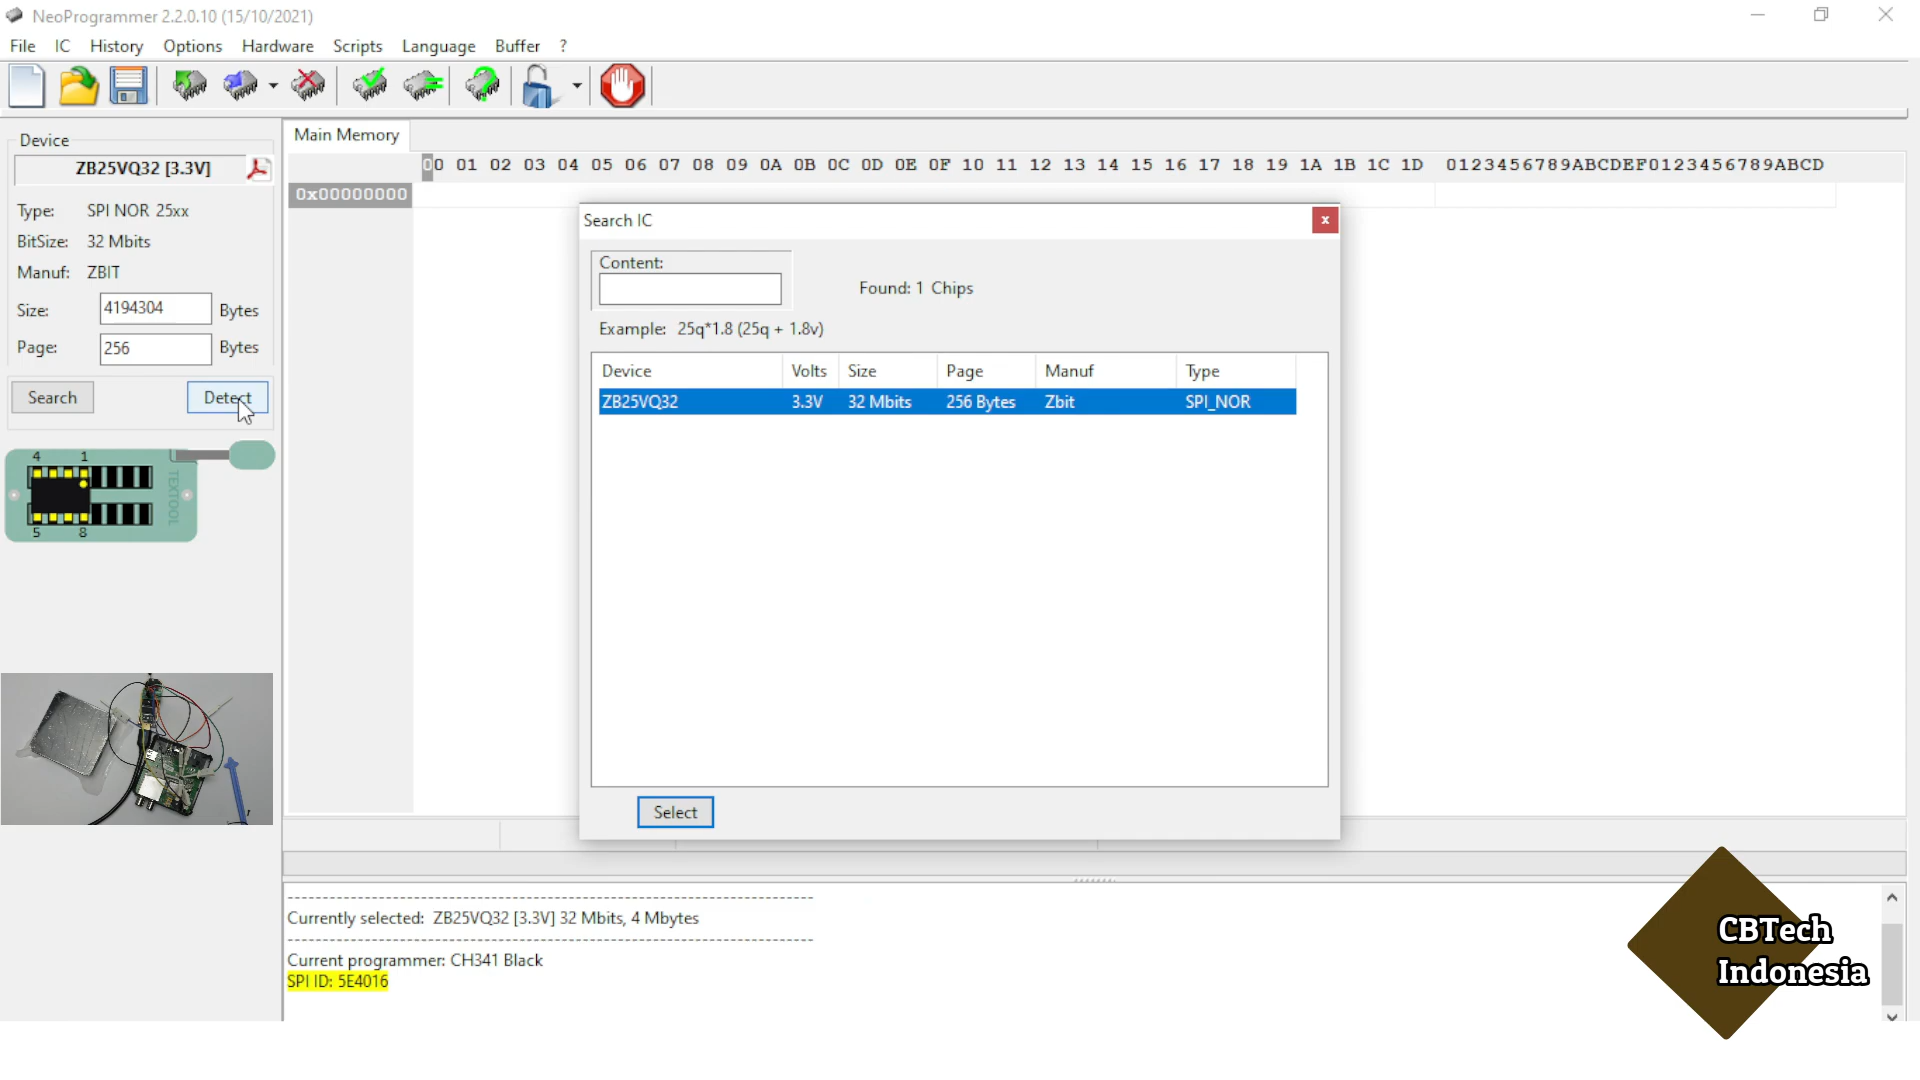 NeoProgrammer 2.2.0.10 (15/10/2021)
File IC History Options Hardware Scripts Language Buffer ?
Device
ZB25VQ32 [3.3V]
Type: SPI NOR 25xx
BitSize: 32 Mbits
Manuf: ZBIT
Size: 4194304 Bytes
Page: 256 Bytes
Search Detect
4 1
TEXTOOL
5 8
Main Memory
00 01 02 03 04 05 06 07 08 09 0A 0B 0C 0D 0E 0F 10 11 12 13 14 15 16 17 18 19 1A 1B 1C 1D 0123456789ABCDEF0123456789ABCD
0x00000000
Search IC
x
Content:
Found: 1 Chips
Example: 25q*1.8 (25q + 1.8v)
Device Volts Size Page Manuf Type
ZB25VQ32 3.3V 32 Mbits 256 Bytes Zbit SPI_NOR
Select
Currently selected: ZB25VQ32 [3.3V] 32 Mbits, 4 Mbytes
Current programmer: CH341 Black
SPI ID: 5E4016
CBTech
Indonesia